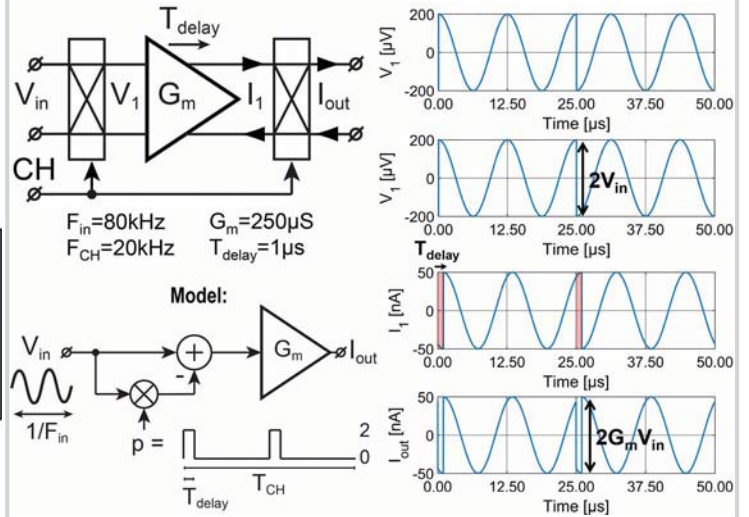 T_delay
V_in
V_1
G_m
I_1
I_out
CH
F_in=80kHz G_m=250µS
F_CH=20kHz T_delay=1µs
Model:
V_in
+
-
G_m
I_out
1/F_in
p =
2
0
T_delay
T_CH
V_1 [µV]
200
0
-200
0.00 12.50 25.00 37.50 50.00
Time [µs]
V_1 [µV]
200
0
-200
2V_in
0.00 12.50 25.00 37.50 50.00
Time [µs]
T_delay
I_1 [nA]
50
0
-50
0.00 12.50 25.00 37.50 50.00
Time [µs]
I_out [nA]
50
0
-50
2G_mV_in
0.00 12.50 25.00 37.50 50.00
Time [µs]